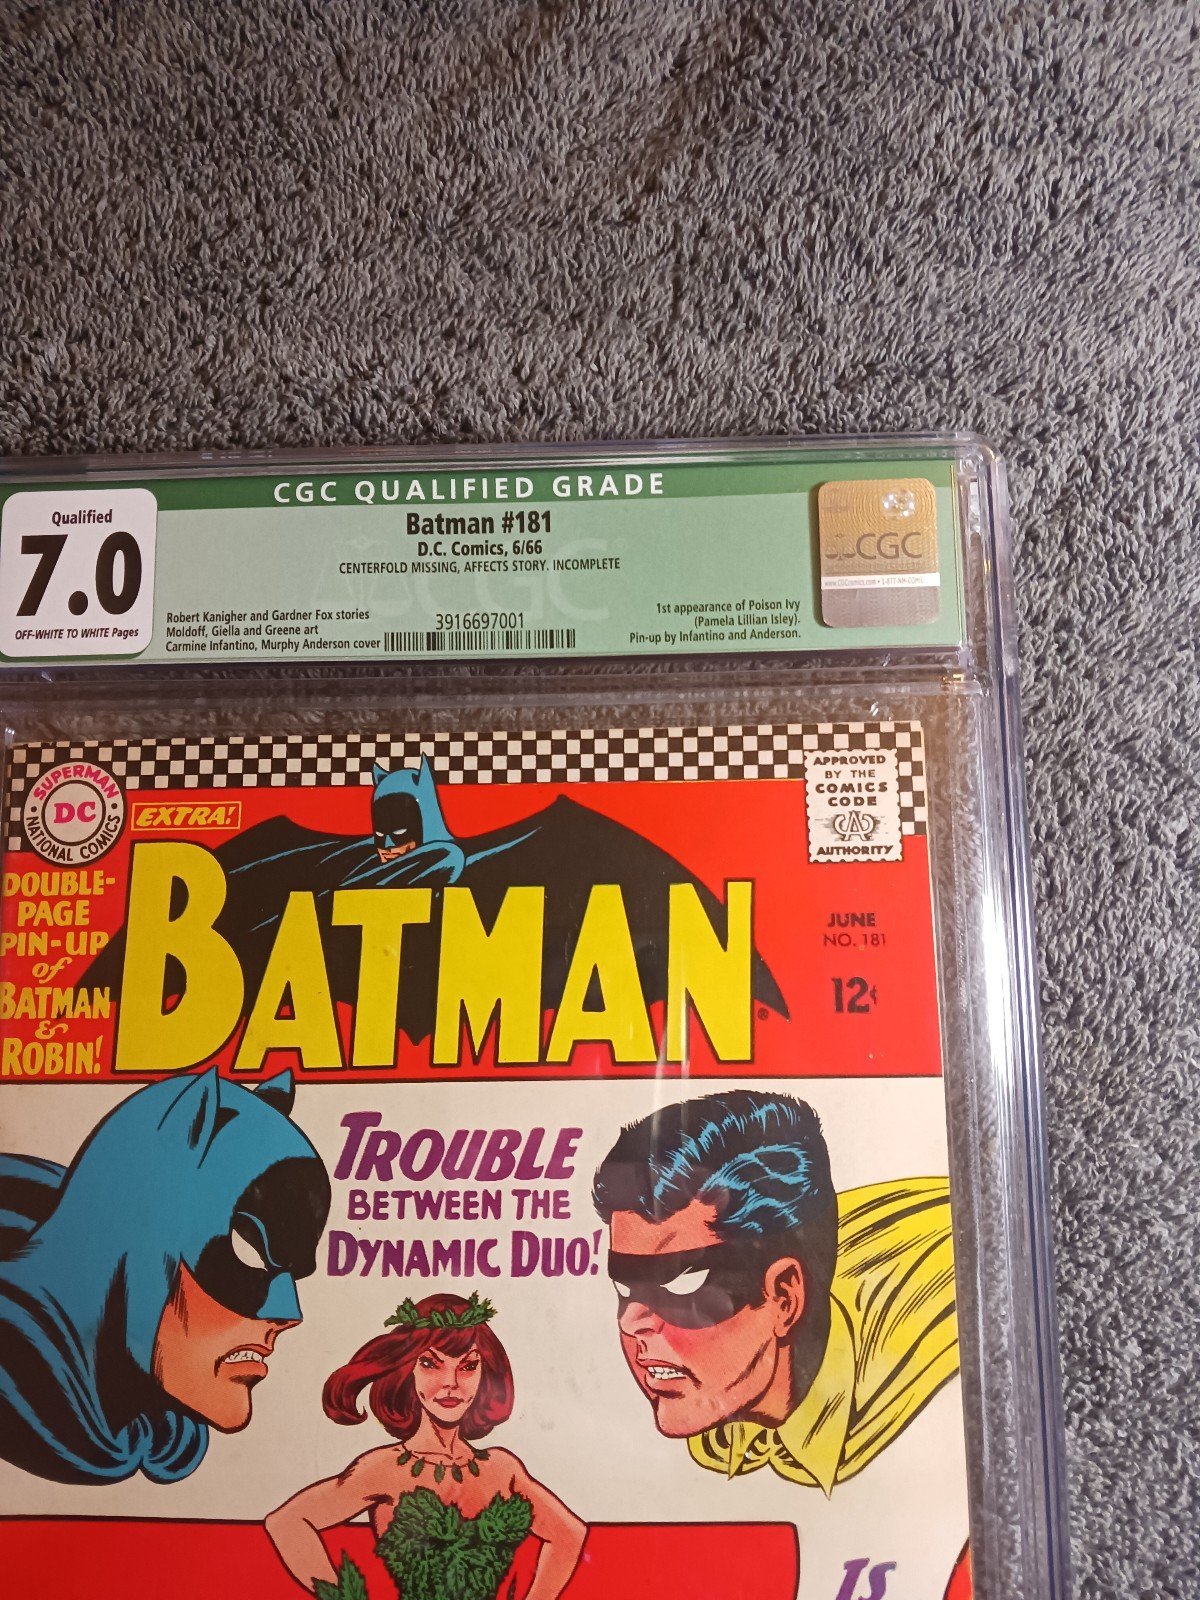 CGC QUALIFIED GRADE
Qualified
7.0
OFF-WHITE TO WHITE Pages
Batman #181
D.C. Comics, 6/66
CENTERFOLD MISSING, AFFECTS STORY. INCOMPLETE
Robert Kanigher and Gardner Fox stories
Moldoff, Giella and Greene art
Carmine Infantino, Murphy Anderson cover
3916697001
1st appearance of Poison Ivy
(Pamela Lillian Isley).
Pin-up by Infantino and Anderson.
CGC
SUPERMAN
DC
NATIONAL COMICS
EXTRA!
DOUBLE-
PAGE
PIN-UP
of
BATMAN
&
ROBIN!
BATMAN
®
APPROVED
BY THE
COMICS
CODE
AUTHORITY
JUNE
NO. 181
12¢
TROUBLE
BETWEEN THE
DYNAMIC DUO!
IS